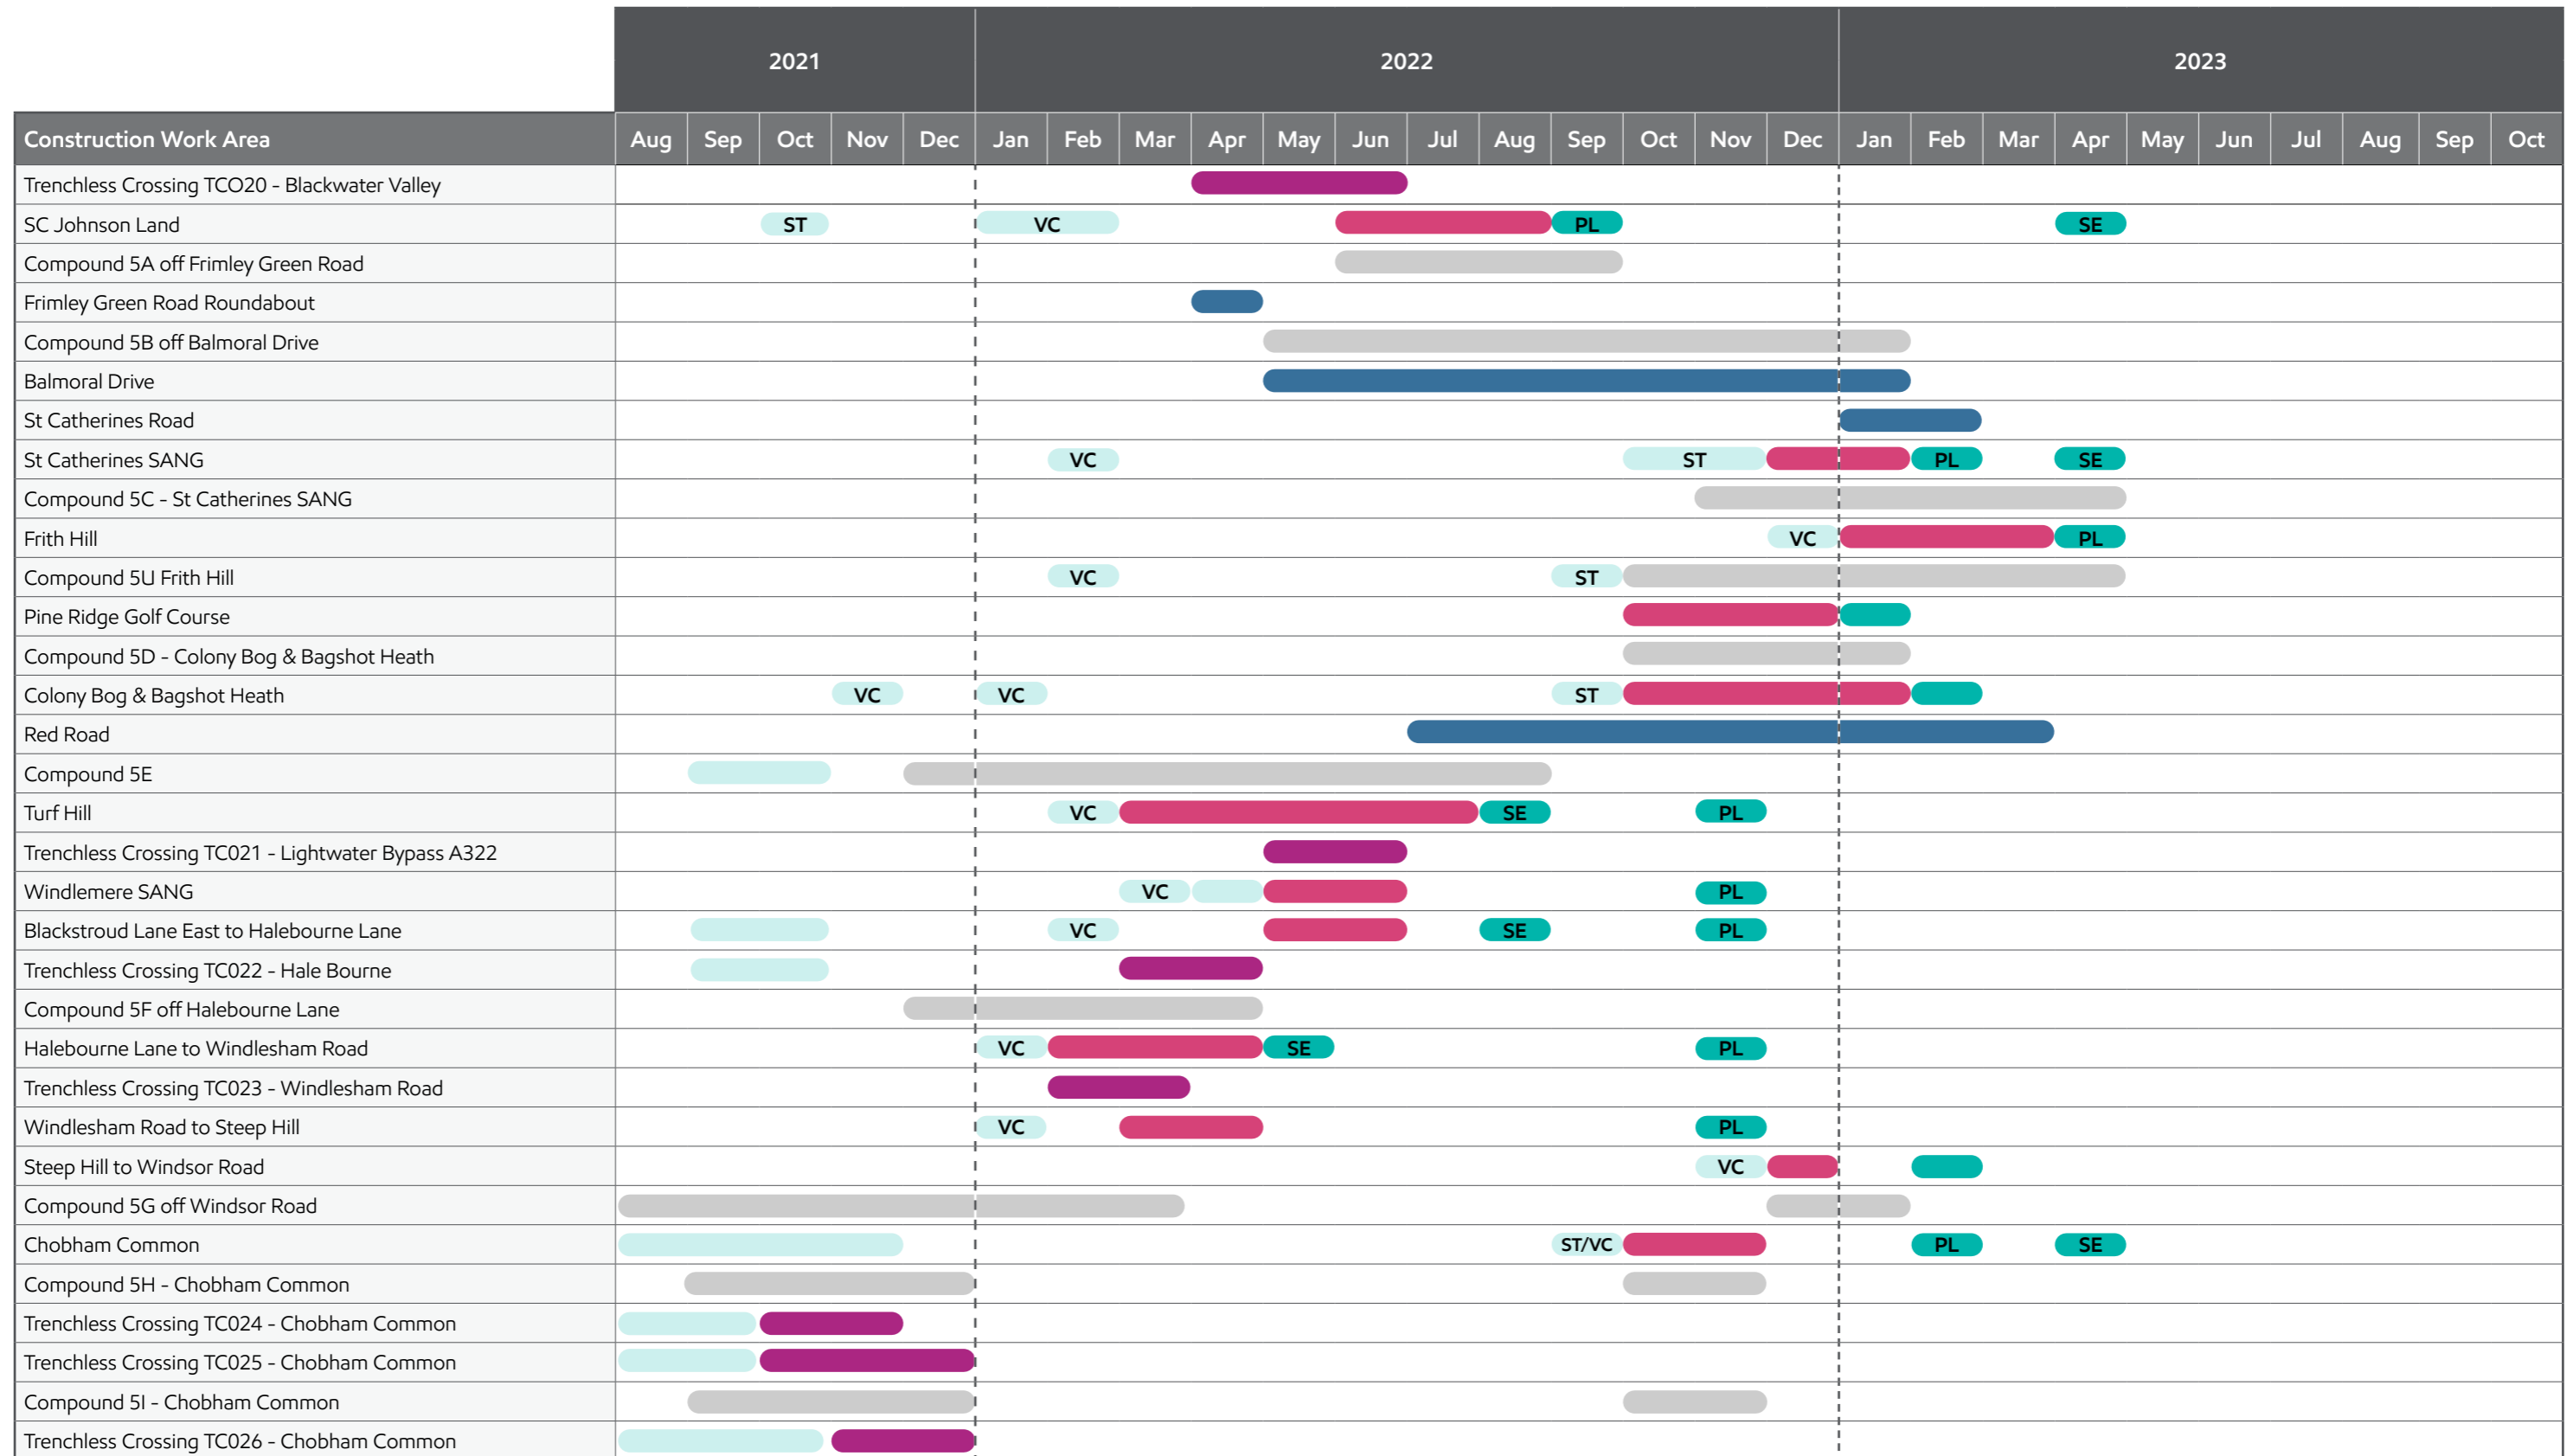 2021 2022 2023
Construction Work Area Aug Sep Oct Nov Dec Jan Feb Mar Apr May Jun Jul Aug Sep Oct Nov Dec Jan Feb Mar Apr May Jun Jul Aug Sep Oct
Trenchless Crossing TCO20 - Blackwater Valley
SC Johnson Land ST VC PL SE
Compound 5A off Frimley Green Road
Frimley Green Road Roundabout
Compound 5B off Balmoral Drive
Balmoral Drive
St Catherines Road
St Catherines SANG VC ST PL SE
Compound 5C - St Catherines SANG
Frith Hill VC PL
Compound 5U Frith Hill VC ST
Pine Ridge Golf Course
Compound 5D - Colony Bog & Bagshot Heath
Colony Bog & Bagshot Heath VC VC ST
Red Road
Compound 5E
Turf Hill VC SE PL
Trenchless Crossing TC021 - Lightwater Bypass A322
Windlemere SANG VC PL
Blackstroud Lane East to Halebourne Lane VC SE PL
Trenchless Crossing TC022 - Hale Bourne
Compound 5F off Halebourne Lane
Halebourne Lane to Windlesham Road VC SE PL
Trenchless Crossing TC023 - Windlesham Road
Windlesham Road to Steep Hill VC PL
Steep Hill to Windsor Road VC
Compound 5G off Windsor Road
Chobham Common ST/VC PL SE
Compound 5H - Chobham Common
Trenchless Crossing TC024 - Chobham Common
Trenchless Crossing TC025 - Chobham Common
Compound 5I - Chobham Common
Trenchless Crossing TC026 - Chobham Common